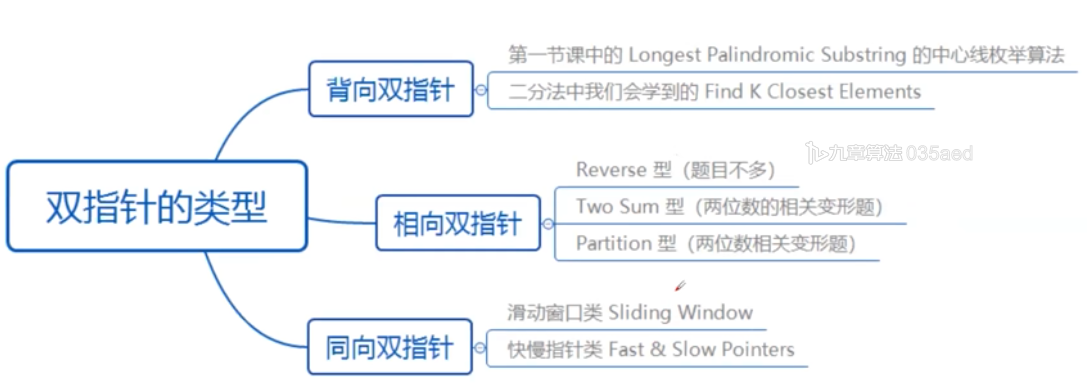 双指针的类型
背向双指针
第一节课中的 Longest Palindromic Substring 的中心线枚举算法
二分法中我们会学到的 Find K Closest Elements
九章算法 035aed
相向双指针
Reverse 型（题目不多）
Two Sum 型（两位数的相关变形题）
Partition 型（两位数相关变形题）
同向双指针
滑动窗口类 Sliding Window
快慢指针类 Fast & Slow Pointers